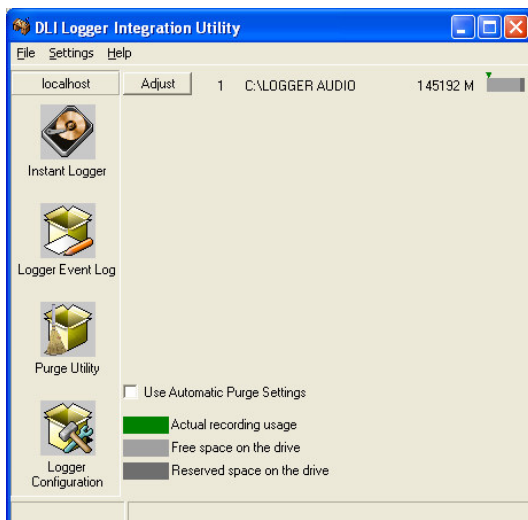 DLI Logger Integration Utility
File Settings Help
localhost
Adjust 1 C:\LOGGER AUDIO 145192 M
Instant Logger
Logger Event Log
Purge Utility
Use Automatic Purge Settings
Actual recording usage
Free space on the drive
Reserved space on the drive
Logger
Configuration